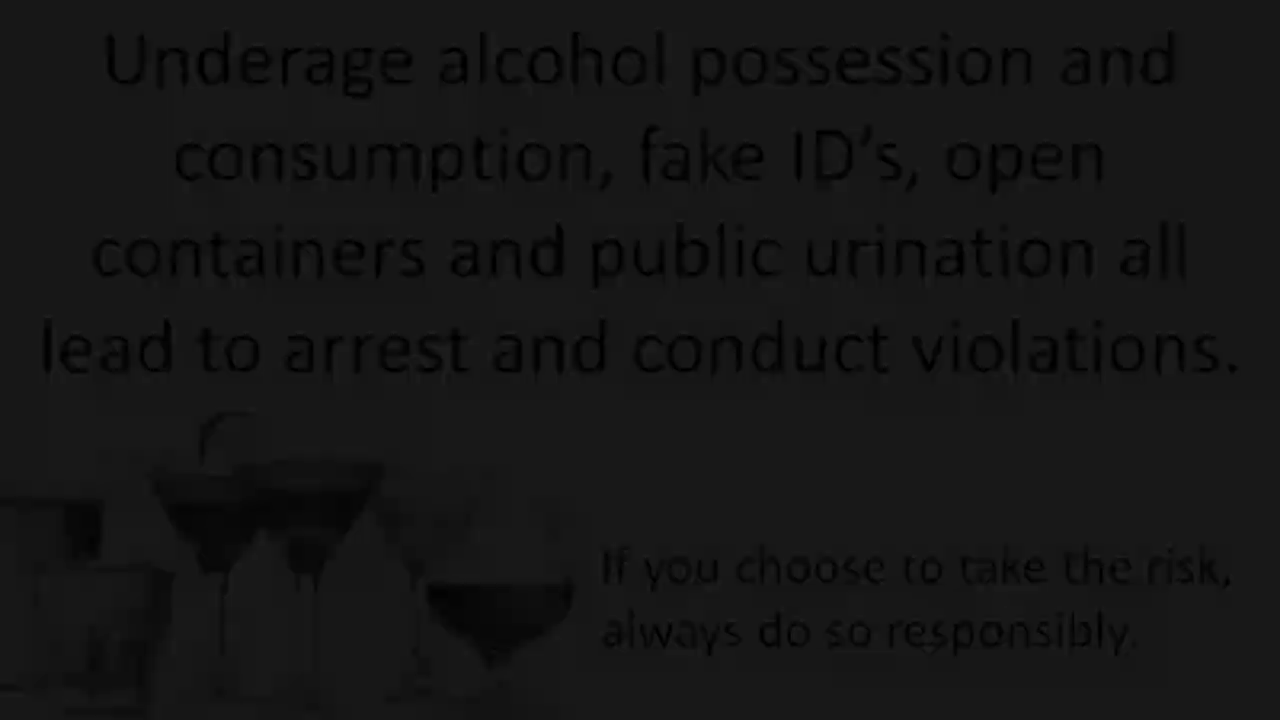 Underage alcohol possession and
consumption, fake ID’s, open
containers and public urination all
lead to arrest and conduct violations.
If you choose to take the risk,
always do so responsibly.